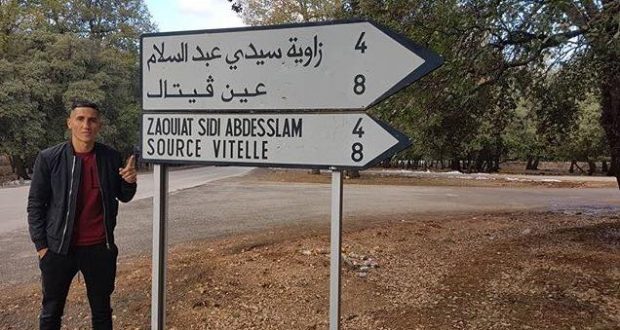 زاوية سيدي عبد السلام 4
عين ڤيتال 8
ZAOUIAT SIDI ABDESSLAM 4
SOURCE VITELLE 8